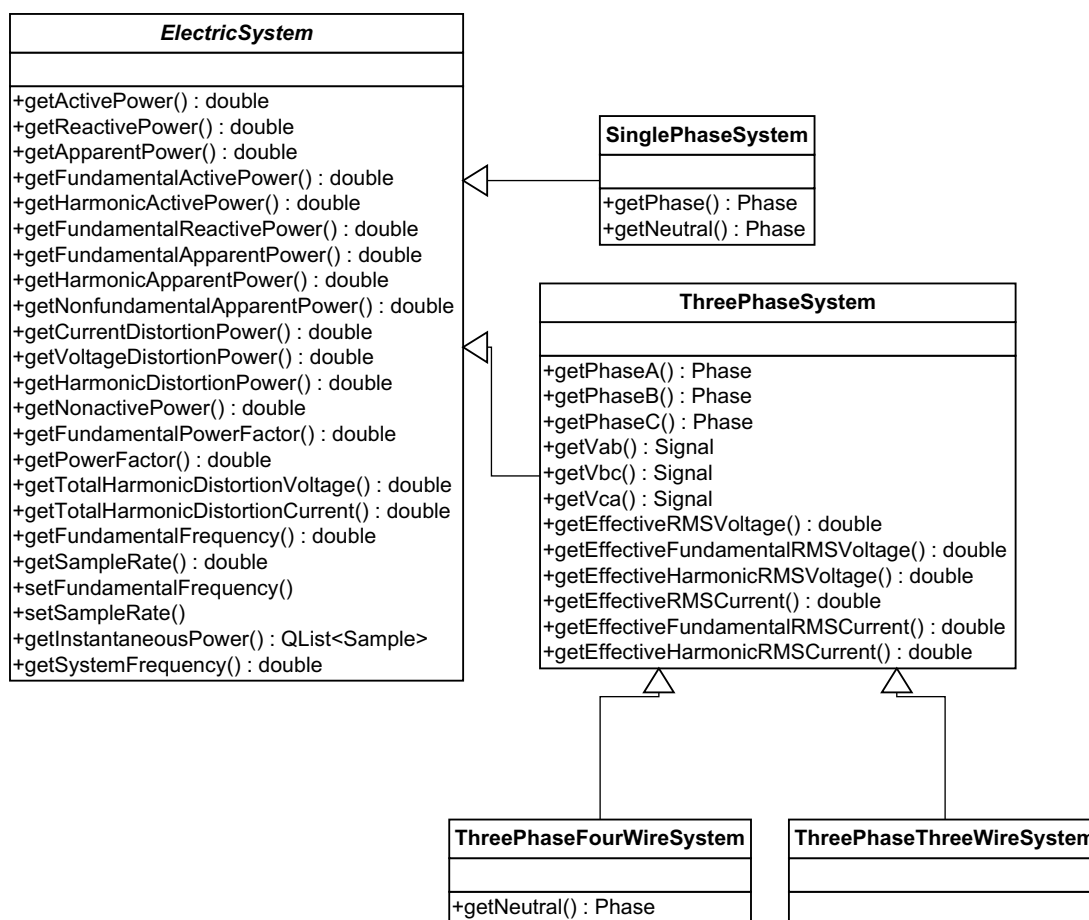 ElectricSystem
+getActivePower() : double
+getReactivePower() : double
+getApparentPower() : double
+getFundamentalActivePower() : double
+getHarmonicActivePower() : double
+getFundamentalReactivePower() : double
+getFundamentalApparentPower() : double
+getHarmonicApparentPower() : double
+getNonfundamentalApparentPower() : double
+getCurrentDistortionPower() : double
+getVoltageDistortionPower() : double
+getHarmonicDistortionPower() : double
+getNonactivePower() : double
+getFundamentalPowerFactor() : double
+getPowerFactor() : double
+getTotalHarmonicDistortionVoltage() : double
+getTotalHarmonicDistortionCurrent() : double
+getFundamentalFrequency() : double
+getSampleRate() : double
+setFundamentalFrequency()
+setSampleRate()
+getInstantaneousPower() : QList<Sample>
+getSystemFrequency() : double
SinglePhaseSystem
+getPhase() : Phase
+getNeutral() : Phase
ThreePhaseSystem
+getPhaseA() : Phase
+getPhaseB() : Phase
+getPhaseC() : Phase
+getVab() : Signal
+getVbc() : Signal
+getVca() : Signal
+getEffectiveRMSVoltage() : double
+getEffectiveFundamentalRMSVoltage() : double
+getEffectiveHarmonicRMSVoltage() : double
+getEffectiveRMSCurrent() : double
+getEffectiveFundamentalRMSCurrent() : double
+getEffectiveHarmonicRMSCurrent() : double
ThreePhaseFourWireSystem
+getNeutral() : Phase
ThreePhaseThreeWireSystem